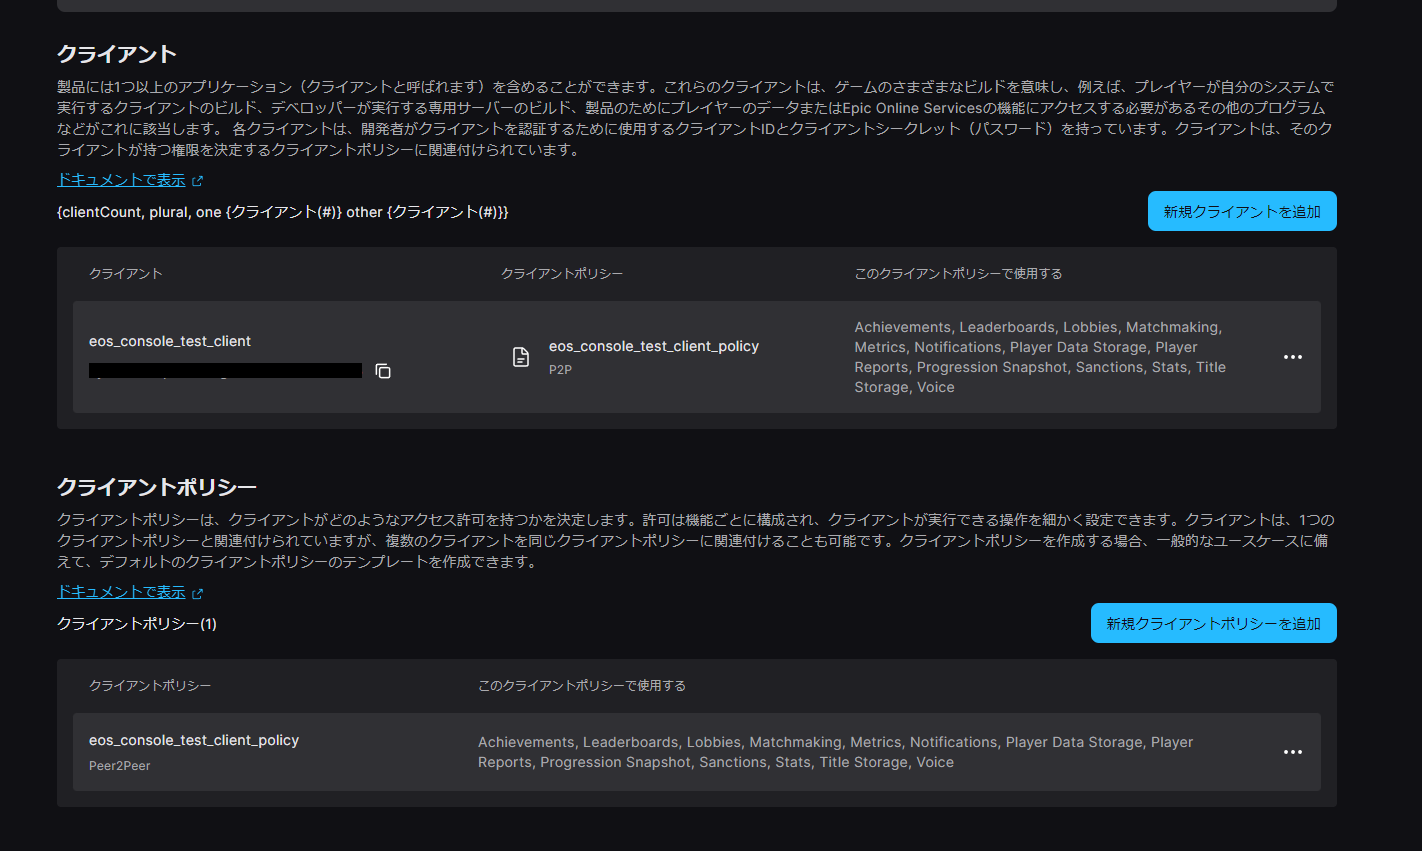 クライアント
製品には1つ以上のアプリケーション（クライアントと呼ばれます）を含めることができます。これらのクライアントは、ゲームのさまざまなビルドを意味し、例えば、プレイヤーが自分のシステムで
実行するクライアントのビルド、デベロッパーが実行する専用サーバーのビルド、製品のためにプレイヤーのデータまたはEpic Online Servicesの機能にアクセスする必要があるその他のプログラム
などがこれに該当します。 各クライアントは、開発者がクライアントを認証するために使用するクライアントIDとクライアントシークレット（パスワード）を持っています。クライアントは、そのク
ライアントが持つ権限を決定するクライアントポリシーに関連付けられています。
ドキュメントで表示
{clientCount, plural, one {クライアント(#)} other {クライアント(#)}}
新規クライアントを追加
クライアント
クライアントポリシー
このクライアントポリシーで使用する
eos_console_test_client
eos_console_test_client_policy
P2P
Achievements, Leaderboards, Lobbies, Matchmaking,
Metrics, Notifications, Player Data Storage, Player
Reports, Progression Snapshot, Sanctions, Stats, Title
Storage, Voice
クライアントポリシー
クライアントポリシーは、クライアントがどのようなアクセス許可を持つかを決定します。許可は機能ごとに構成され、クライアントが実行できる操作を細かく設定できます。クライアントは、1つの
クライアントポリシーと関連付けられていますが、複数のクライアントを同じクライアントポリシーに関連付けることも可能です。クライアントポリシーを作成する場合、一般的なユースケースに備
えて、デフォルトのクライアントポリシーのテンプレートを作成できます。
ドキュメントで表示
クライアントポリシー(1)
新規クライアントポリシーを追加
クライアントポリシー
このクライアントポリシーで使用する
eos_console_test_client_policy
Peer2Peer
Achievements, Leaderboards, Lobbies, Matchmaking, Metrics, Notifications, Player Data Storage, Player
Reports, Progression Snapshot, Sanctions, Stats, Title Storage, Voice